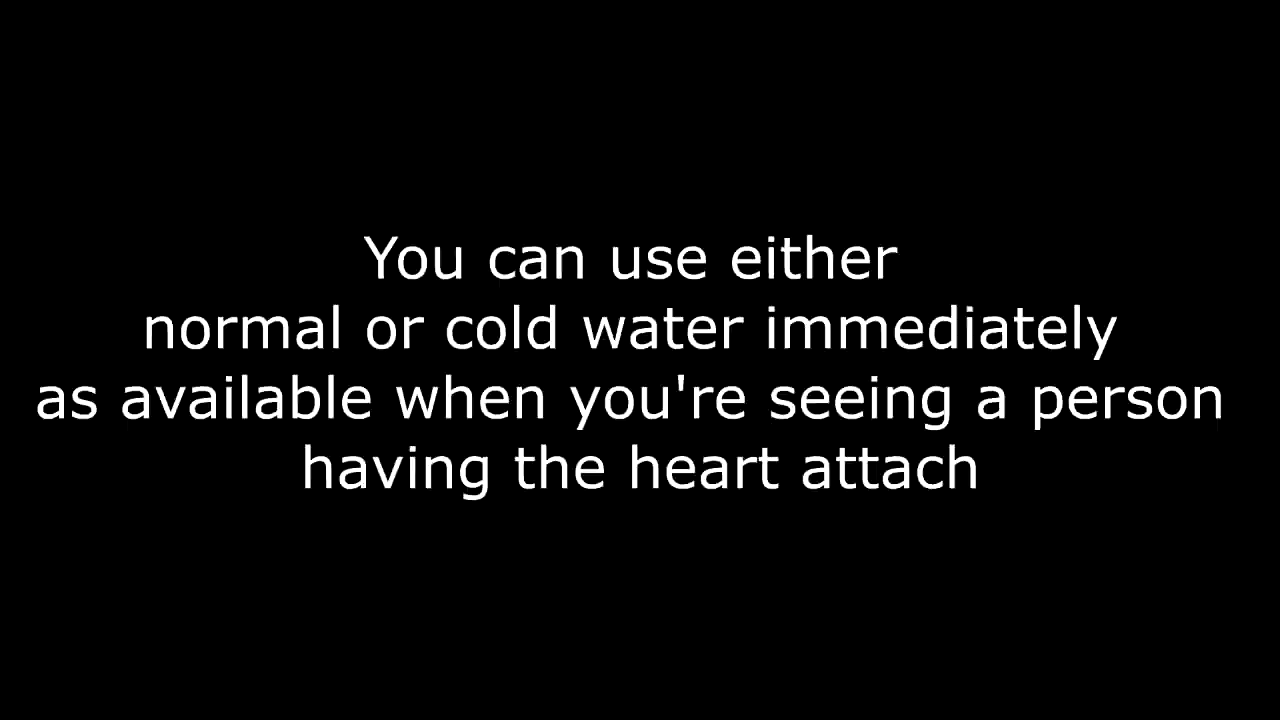 You can use either
normal or cold water immediately
as available when you're seeing a person
having the heart attach